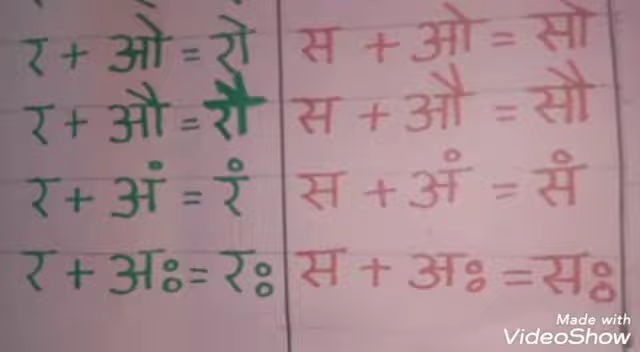 र + ओ = रो स + ओ = सो
र + औ = रौ स + औ = सौ
र + अं = रं स + अं = सं
र + अः = रः स + अः = सः
Made with
VideoShow